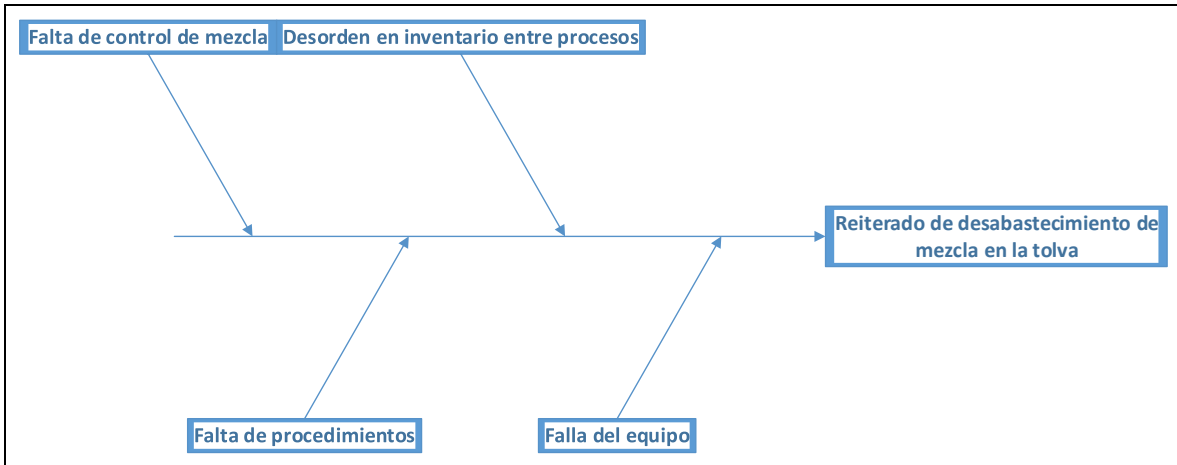 Falta de control de mezcla
Desorden en inventario entre procesos
Reiterado de desabastecimiento de
mezcla en la tolva
Falta de procedimientos
Falla del equipo